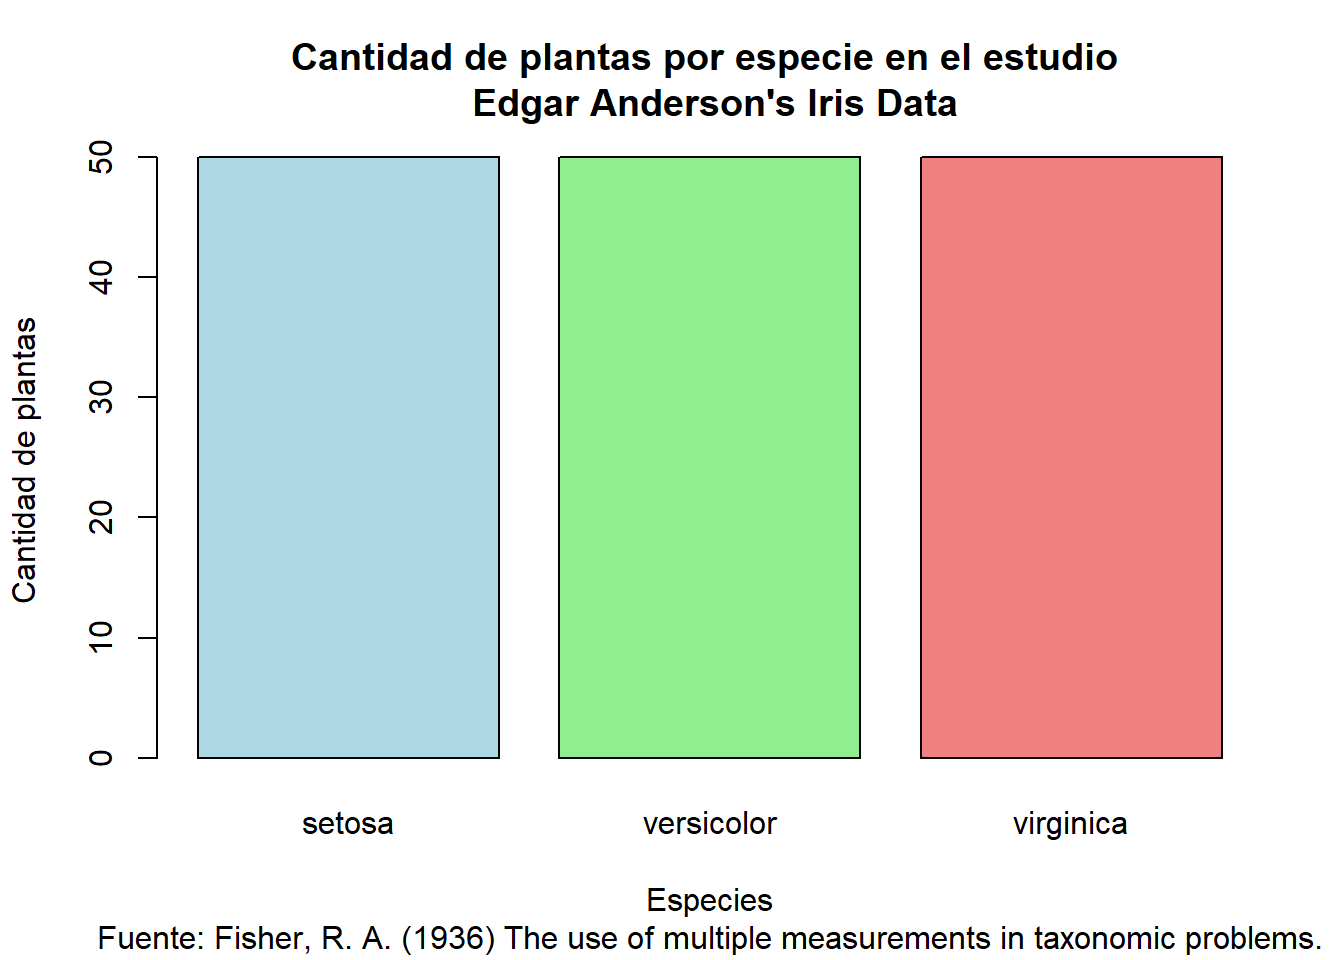 Cantidad de plantas por especie en el estudio
Edgar Anderson's Iris Data
Cantidad de plantas
50
40
30
20
10
0
setosa
versicolor
virginica
Especies
Fuente: Fisher, R. A. (1936) The use of multiple measurements in taxonomic problems.